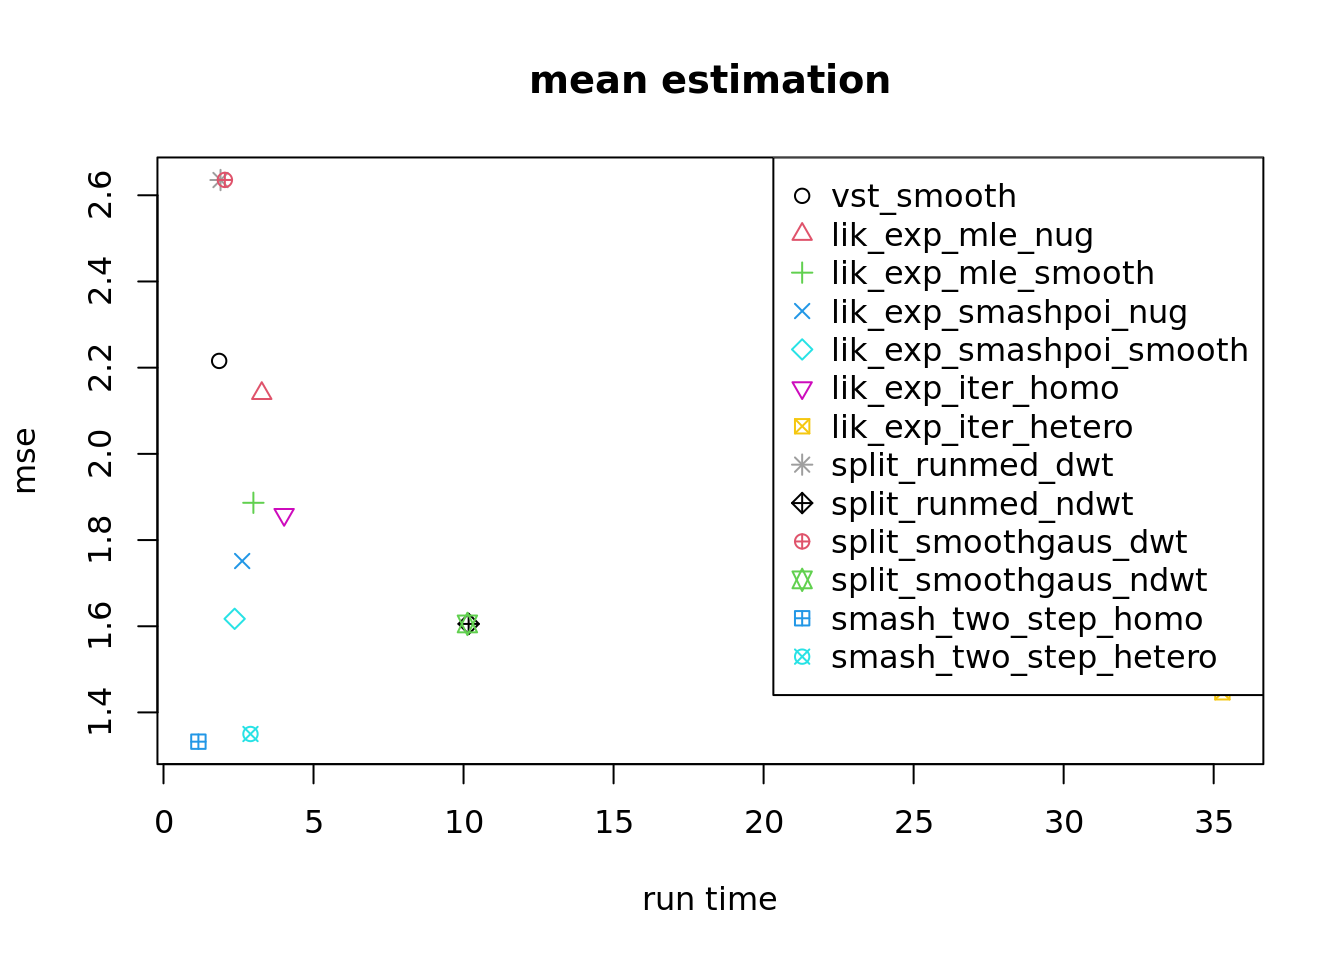 mean estimation
mse
2.6
2.4
2.2
2.0
1.8
1.6
1.4
vst_smooth
lik_exp_mle_nug
lik_exp_mle_smooth
lik_exp_smashpoi_nug
lik_exp_smashpoi_smooth
lik_exp_iter_homo
lik_exp_iter_hetero
split_runmed_dwt
split_runmed_ndwt
split_smoothgaus_dwt
split_smoothgaus_ndwt
smash_two_step_homo
smash_two_step_hetero
0 5 10 15 20 25 30 35
run time